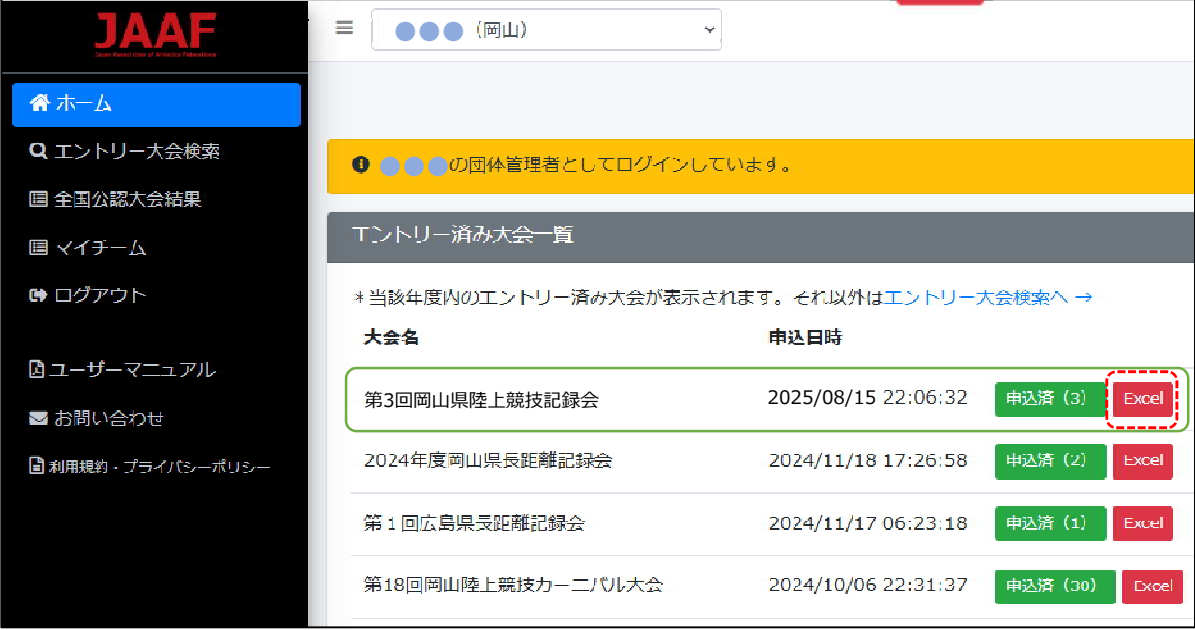 JAAF
Japan Association of Athletics Federations
ホーム
エントリー大会検索
全国公認大会結果
マイチーム
ログアウト
ユーザーマニュアル
お問い合わせ
利用規約・プライバシーポリシー
（岡山）
の団体管理者としてログインしています。
エントリー済み大会一覧
＊当該年度内のエントリー済み大会が表示されます。それ以外はエントリー大会検索へ →
大会名 申込日時
第3回岡山県陸上競技記録会 2025/08/15 22:06:32 申込済（3） Excel
2024年度岡山県長距離記録会 2024/11/18 17:26:58 申込済（2） Excel
第１回広島県長距離記録会 2024/11/17 06:23:18 申込済（1） Excel
第18回岡山陸上競技カーニバル大会 2024/10/06 22:31:37 申込済（30） Excel